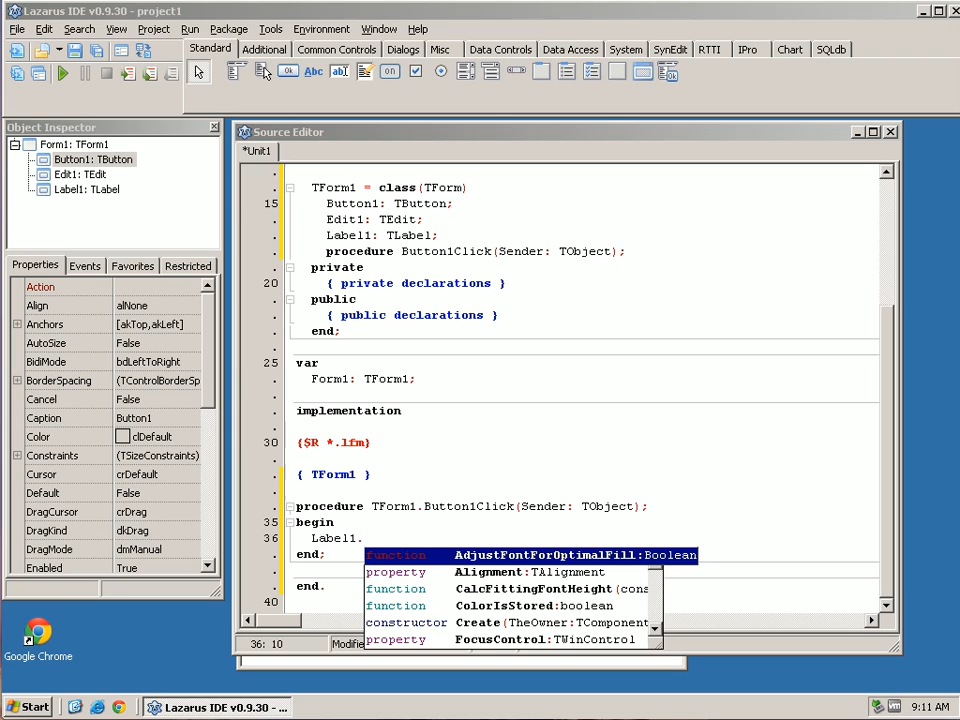 Lazarus IDE v0.9.30 - project1
File Edit Search View Project Run Package Tools Environment Window Help
Standard Additional Common Controls Dialogs Misc Data Controls Data Access System SynEdit RTTI IPro Chart SQLdb
Ok Abc ab on
Object Inspector
Form1: TForm1
Button1: TButton
Edit1: TEdit
Label1: TLabel
Properties Events Favorites Restricted
Action
Align alNone
Anchors [akTop,akLeft]
AutoSize False
BidiMode bdLeftToRight
BorderSpacing (TControlBorderSp
Cancel False
Caption Button1
Color clDefault
Constraints (TSizeConstraints)
Cursor crDefault
Default False
DragCursor crDrag
DragKind dkDrag
DragMode dmManual
Enabled True
Source Editor
*Unit1
TForm1 = class(TForm)
15 Button1: TButton;
Edit1: TEdit;
Label1: TLabel;
procedure Button1Click(Sender: TObject);
private
20 { private declarations }
public
{ public declarations }
end;
25 var
Form1: TForm1;
implementation
30 {$R *.lfm}
{ TForm1 }
procedure TForm1.Button1Click(Sender: TObject);
35 begin
36 Label1.
end;
end.
40
function AdjustFontForOptimalFill:Boolean
property Alignment:TAlignment
function CalcFittingFontHeight(cons
function ColorIsStored:boolean
constructor Create(TheOwner:TComponent
property FocusControl:TWinControl
36: 10 Modifie
Google Chrome
Start Lazarus IDE v0.9.30 - ... 9:11 AM